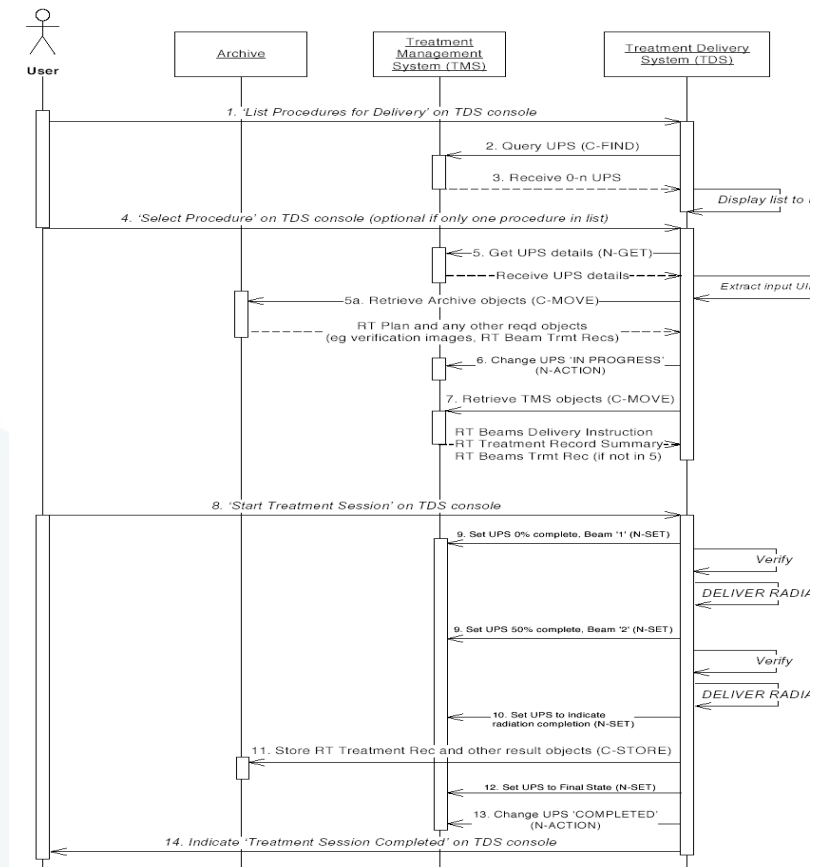 User
Archive
Treatment
Management
System (TMS)
Treatment Delivery
System (TDS)
1. 'List Procedures for Delivery' on TDS console
2. Query UPS (C-FIND)
3. Receive 0-n UPS
Display list to
4. 'Select Procedure' on TDS console (optional if only one procedure in list)
5. Get UPS details (N-GET)
Receive UPS details
Extract input UI
5a. Retrieve Archive objects (C-MOVE)
RT Plan and any other reqd objects
(eg verification images, RT Beam Trmt Recs)
6. Change UPS 'IN PROGRESS'
(N-ACTION)
7. Retrieve TMS objects (C-MOVE)
RT Beams Delivery Instruction
RT Treatment Record Summary
RT Beams Trmt Rec (if not in 5)
8. 'Start Treatment Session' on TDS console
9. Set UPS 0% complete, Beam '1' (N-SET)
Verify
DELIVER RADIA
9. Set UPS 50% complete, Beam '2' (N-SET)
Verify
DELIVER RADIA
10. Set UPS to indicate
radiation completion (N-SET)
11. Store RT Treatment Rec and other result objects (C-STORE)
12. Set UPS to Final State (N-SET)
13. Change UPS 'COMPLETED'
(N-ACTION)
14. Indicate 'Treatment Session Completed' on TDS console